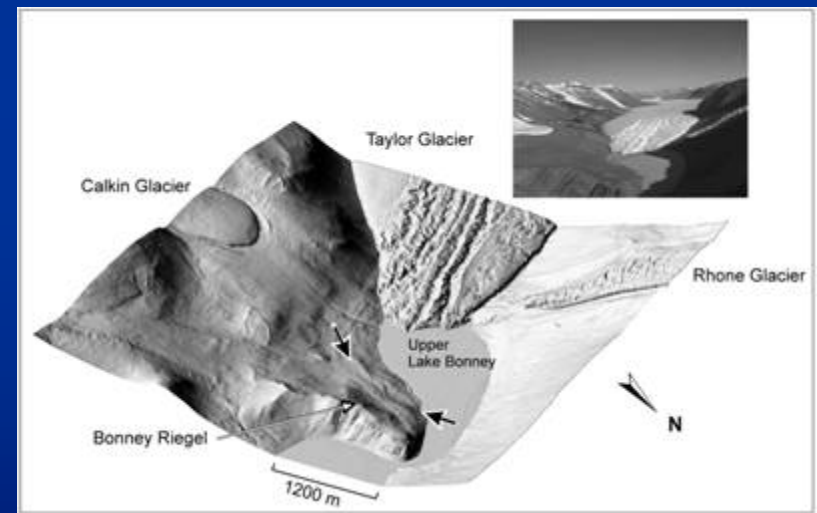 Taylor Glacier
Calkin Glacier
Rhone Glacier
Upper
Lake Bonney
N
Bonney Riegel
1200 m